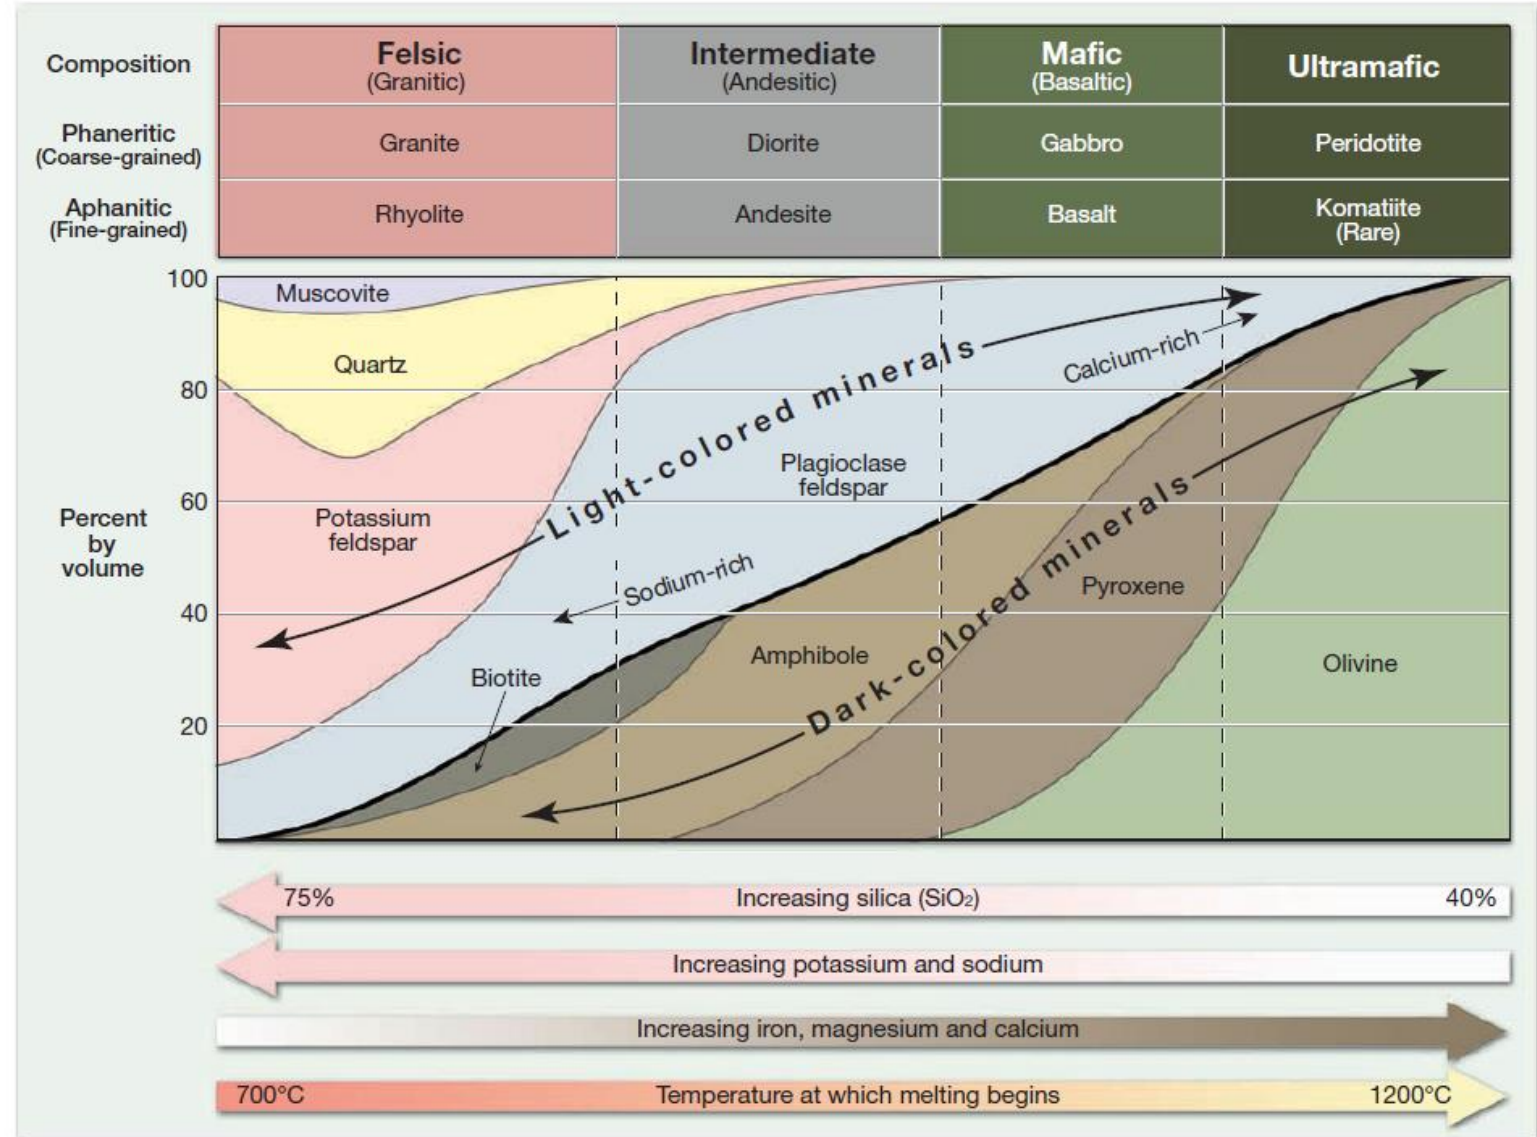 Composition
Felsic
(Granitic)
Intermediate
(Andesitic)
Mafic
(Basaltic)
Ultramafic
Phaneritic
(Coarse-grained)
Granite
Diorite
Gabbro
Peridotite
Aphanitic
(Fine-grained)
Rhyolite
Andesite
Basalt
Komatiite
(Rare)
100
80
60
40
20
Percent
by
volume
Muscovite
Quartz
Potassium
feldspar
Light-colored minerals
Calcium-rich
Plagioclase
feldspar
Sodium-rich
Biotite
Amphibole
Dark-colored minerals
Pyroxene
Olivine
75% Increasing silica (SiO₂) 40%
Increasing potassium and sodium
Increasing iron, magnesium and calcium
700°C Temperature at which melting begins 1200°C